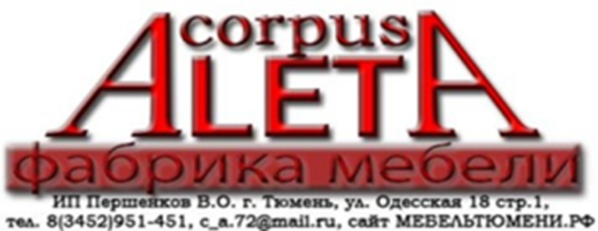 corpus
ALETA
фабрика мебели
ИП Першенков В.О. г. Тюмень, ул. Одесская 18 стр.1,
тел. 8(3452)951-451, c_a.72@mail.ru, сайт МЕБЕЛЬТЮМЕНИ.РФ